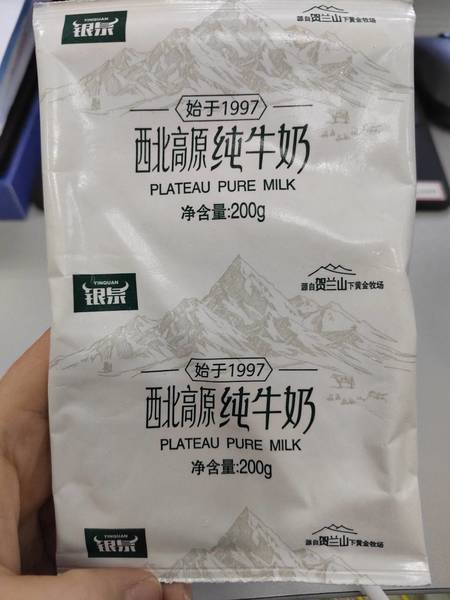 YINQUAN
银泉
源自贺兰山下黄金牧场
始于1997
西北高原纯牛奶
PLATEAU PURE MILK
净含量:200g
YINQUAN
银泉
源自贺兰山下黄金牧场
始于1997
西北高原纯牛奶
PLATEAU PURE MILK
净含量:200g
YINQUAN
银泉
源自贺兰山下黄金牧场